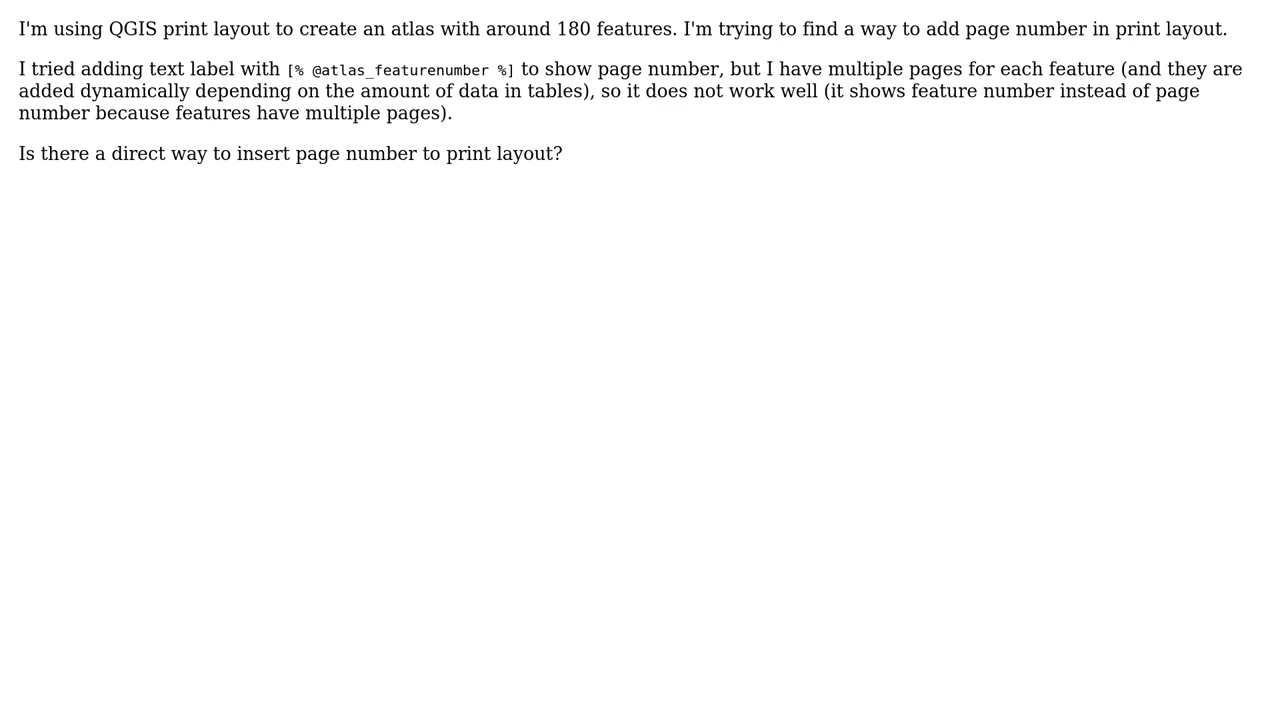 I'm using QGIS print layout to create an atlas with around 180 features. I'm trying to find a way to add page number in print layout.
I tried adding text label with [% @atlas_featurenumber %] to show page number, but I have multiple pages for each feature (and they are
added dynamically depending on the amount of data in tables), so it does not work well (it shows feature number instead of page
number because features have multiple pages).
Is there a direct way to insert page number to print layout?